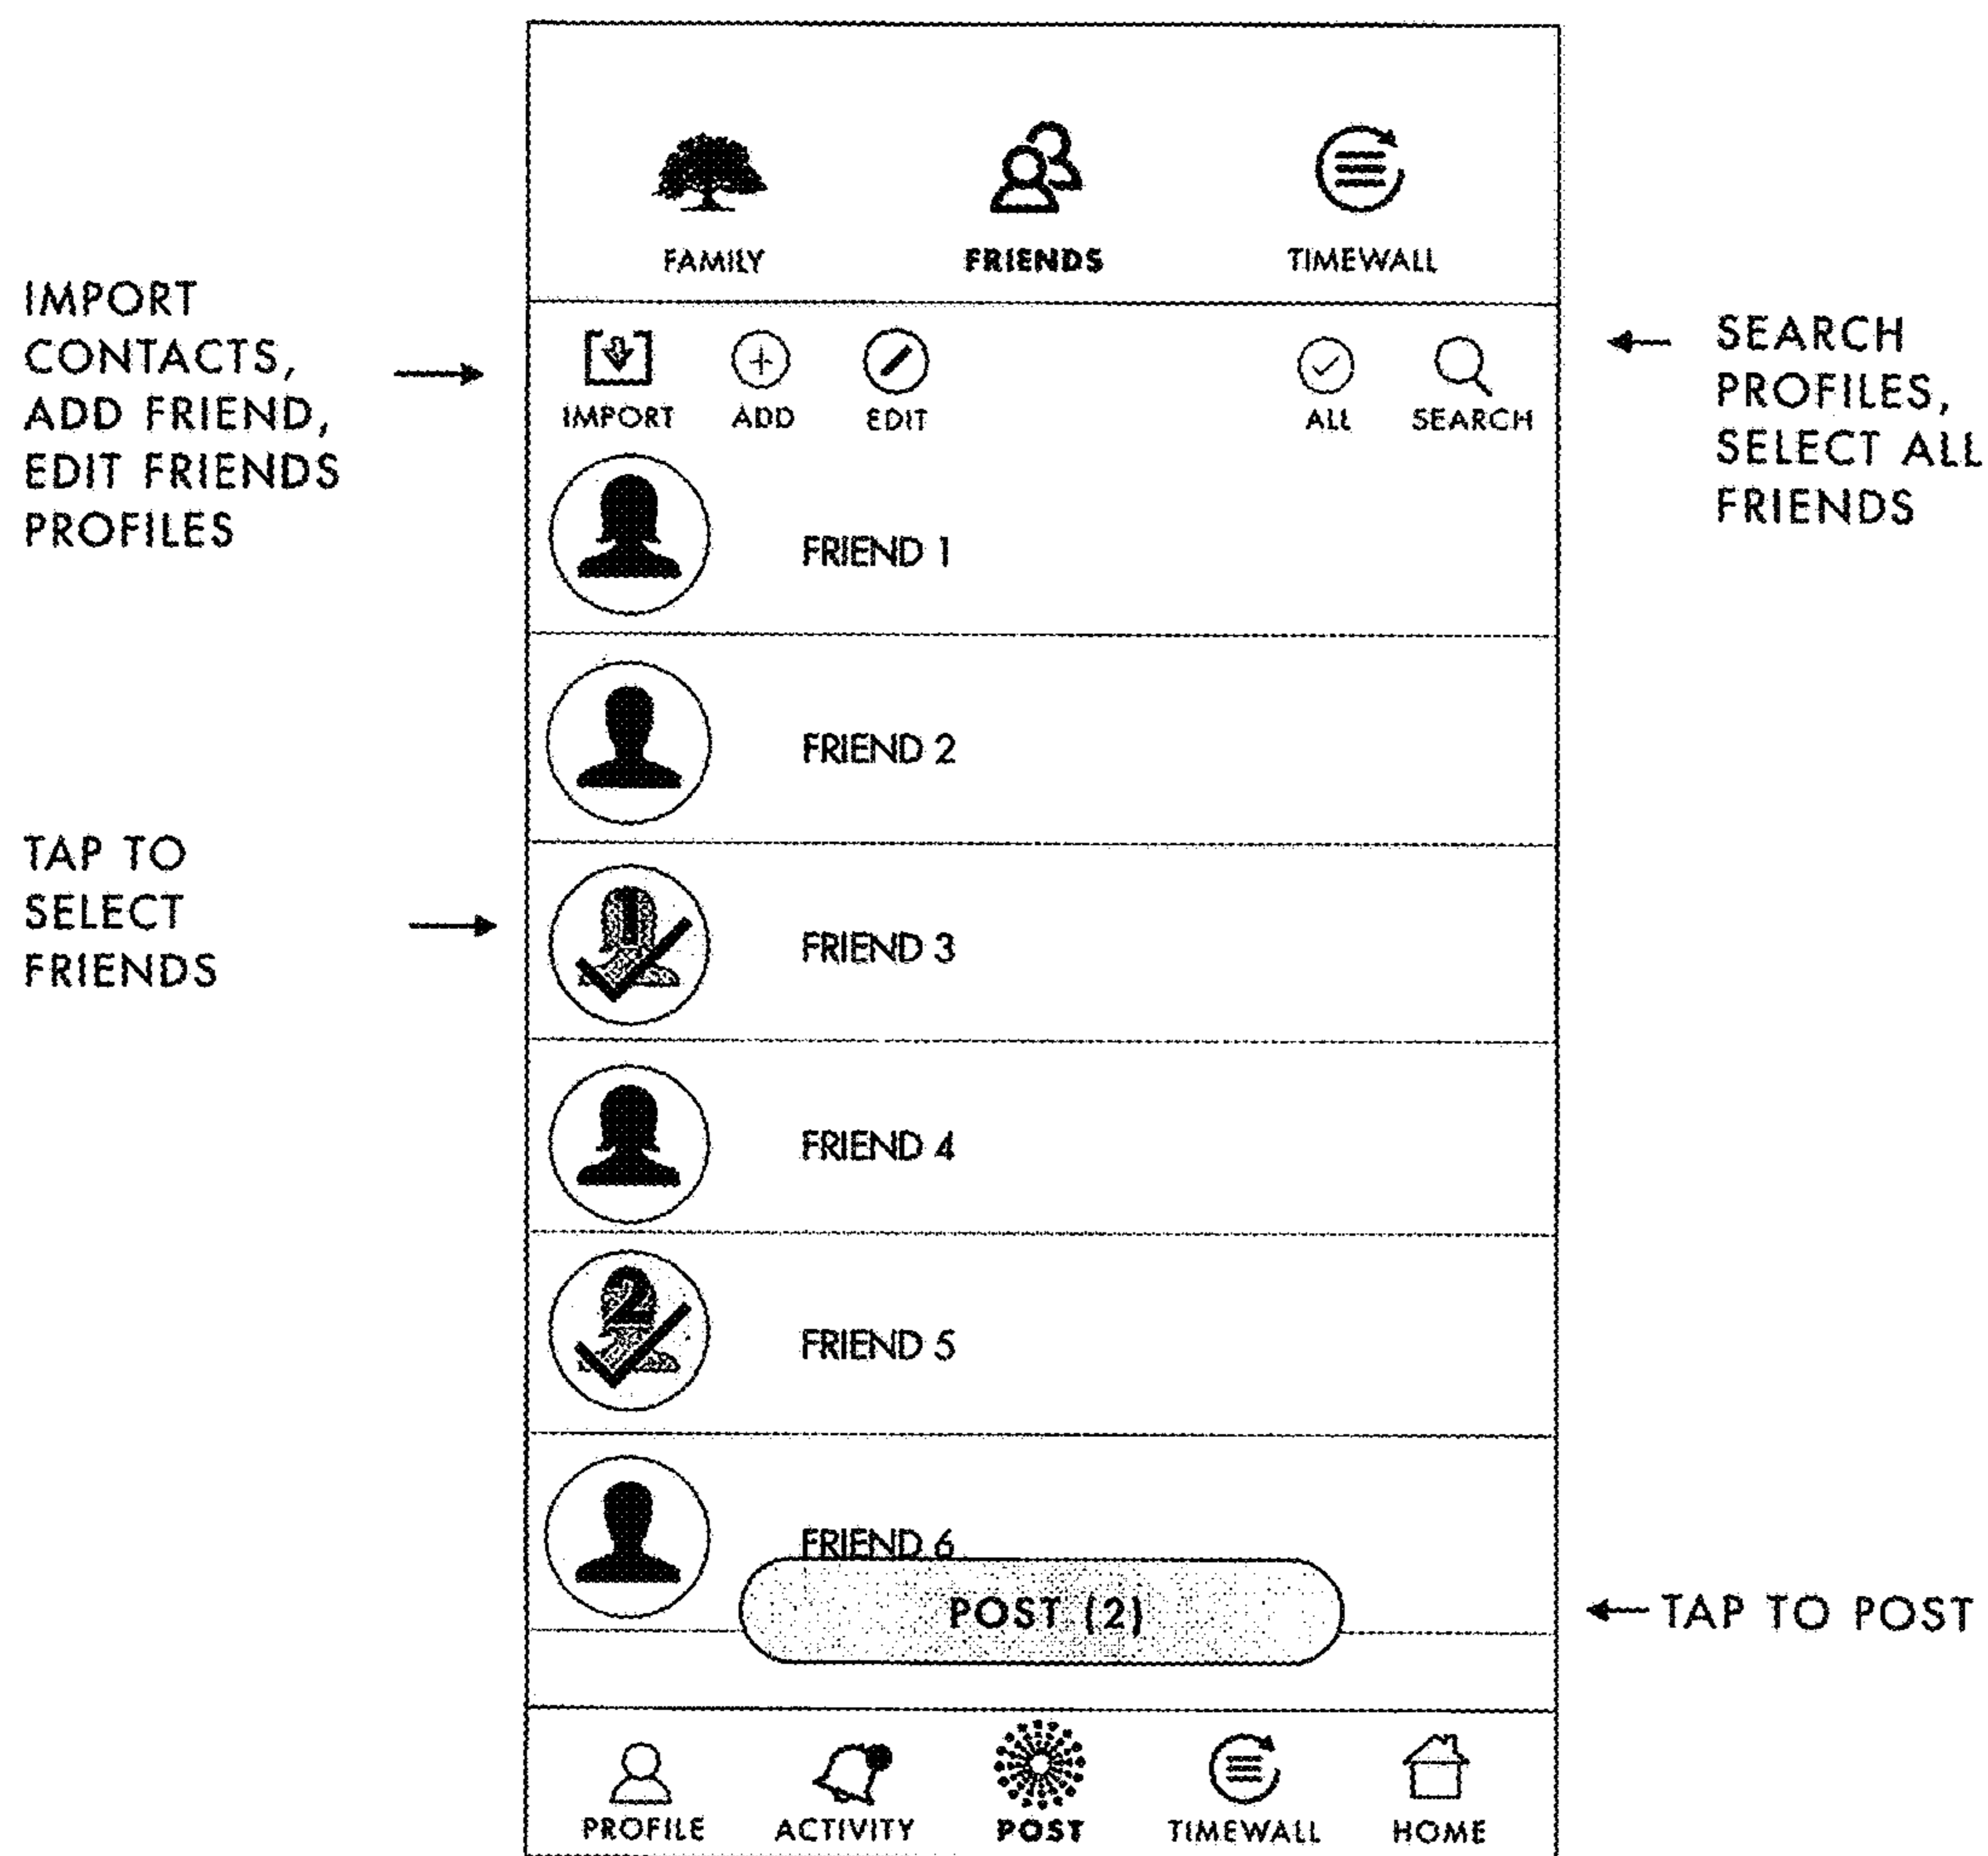 FAMILY FRIENDS TIMEWALL
IMPORT
CONTACTS,
ADD FRIEND,
EDIT FRIENDS
PROFILES
IMPORT ADD EDIT ALL SEARCH
SEARCH
PROFILES,
SELECT ALL
FRIENDS
FRIEND 1
FRIEND 2
TAP TO
SELECT
FRIENDS
1
FRIEND 3
FRIEND 4
2
FRIEND 5
FRIEND 6
POST (2)
TAP TO POST
PROFILE ACTIVITY POST TIMEWALL HOME